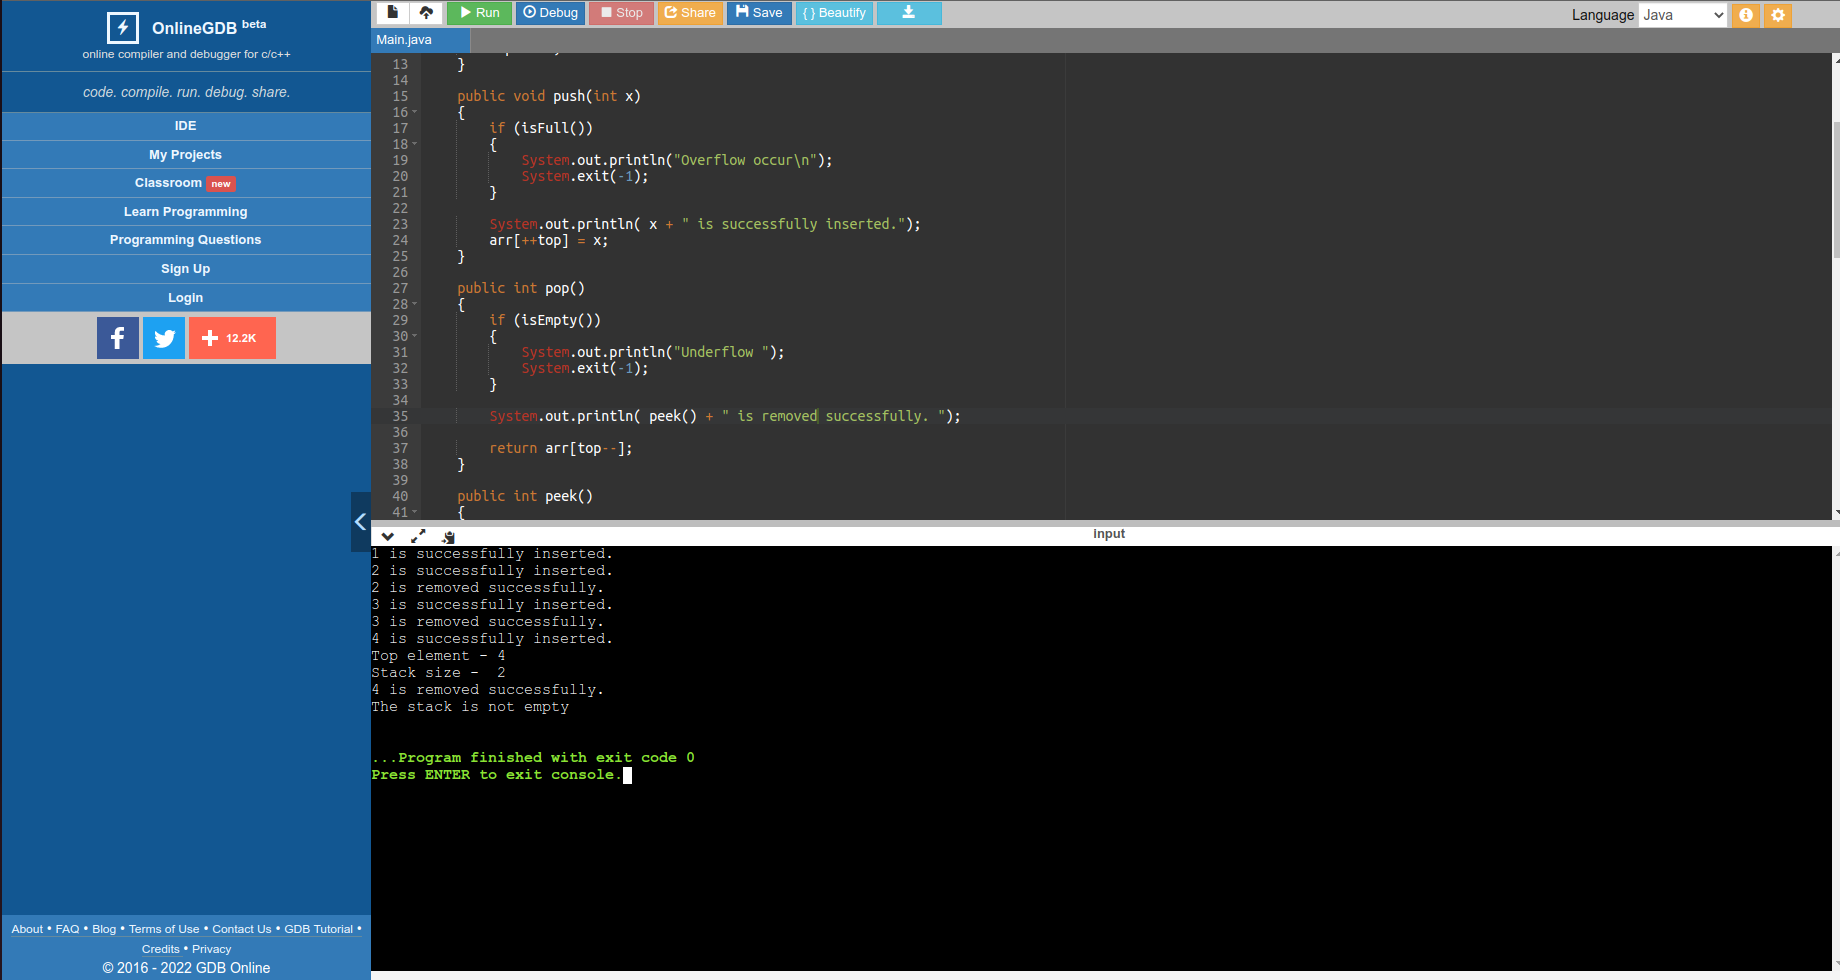 OnlineGDB beta
online compiler and debugger for c/c++
code. compile. run. debug. share.
IDE
My Projects
Classroom new
Learn Programming
Programming Questions
Sign Up
Login
12.2K
About • FAQ • Blog • Terms of Use • Contact Us • GDB Tutorial •
Credits • Privacy
© 2016 - 2022 GDB Online
Run Debug Stop Share Save { } Beautify
Language Java
Main.java
13 }
14
15 public void push(int x)
16 {
17 if (isFull())
18 {
19 System.out.println("Overflow occur\n");
20 System.exit(-1);
21 }
22
23 System.out.println( x + " is successfully inserted.");
24 arr[++top] = x;
25 }
26
27 public int pop()
28 {
29 if (isEmpty())
30 {
31 System.out.println("Underflow ");
32 System.exit(-1);
33 }
34
35 System.out.println( peek() + " is removed successfully. ");
36
37 return arr[top--];
38 }
39
40 public int peek()
41 {
input
1 is successfully inserted.
2 is successfully inserted.
2 is removed successfully.
3 is successfully inserted.
3 is removed successfully.
4 is successfully inserted.
Top element - 4
Stack size -  2
4 is removed successfully.
The stack is not empty
...Program finished with exit code 0
Press ENTER to exit console.